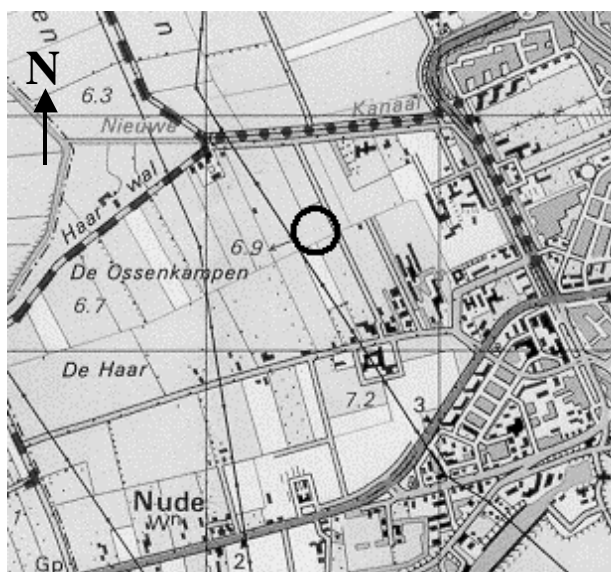 N
6.3
Nieuwe
Kanaal
Haar
wal
6.9
De Ossenkampen
6.7
De Haar
7.2
3
Nude
Wn
2
Gp